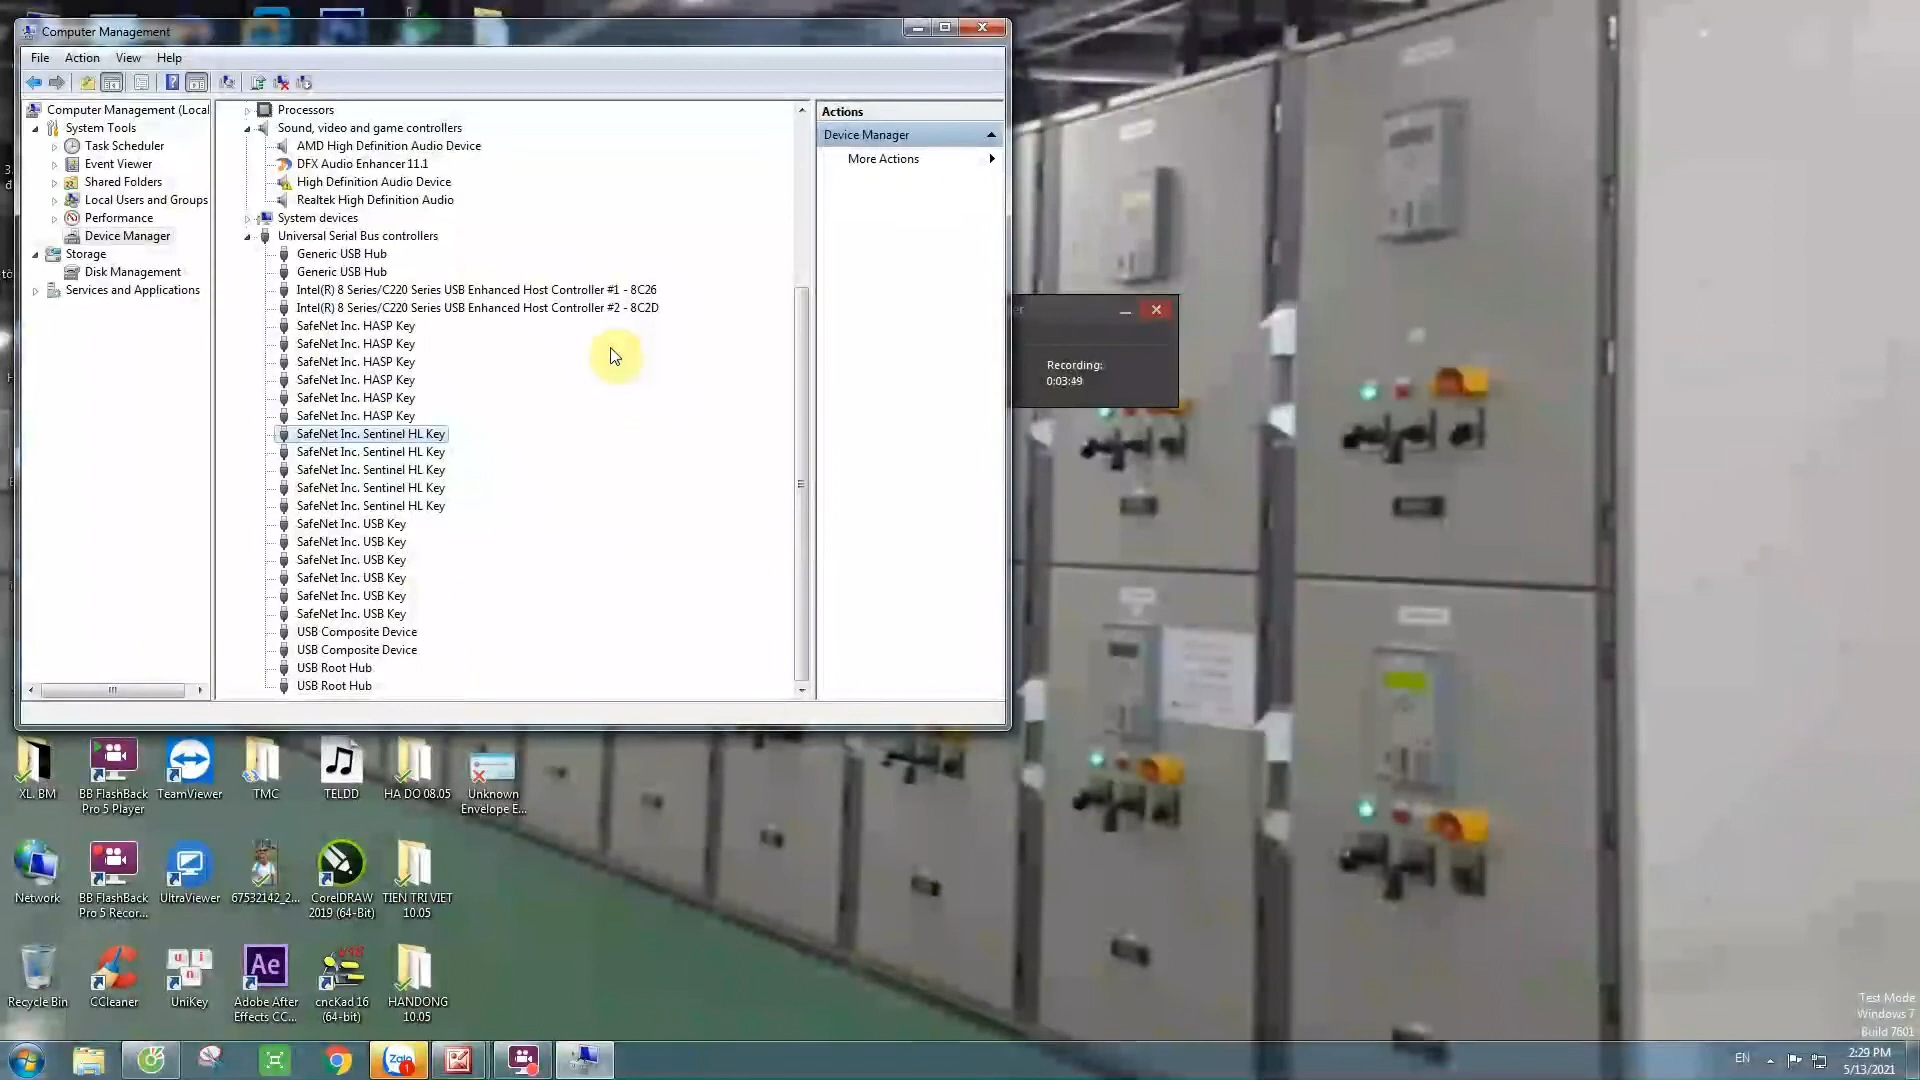 Computer Management
File Action View Help
Computer Management (Local
System Tools
Task Scheduler
Event Viewer
Shared Folders
Local Users and Groups
Performance
Device Manager
Storage
Disk Management
Services and Applications
Processors
Sound, video and game controllers
AMD High Definition Audio Device
DFX Audio Enhancer 11.1
High Definition Audio Device
Realtek High Definition Audio
System devices
Universal Serial Bus controllers
Generic USB Hub
Generic USB Hub
Intel(R) 8 Series/C220 Series USB Enhanced Host Controller #1 - 8C26
Intel(R) 8 Series/C220 Series USB Enhanced Host Controller #2 - 8C2D
SafeNet Inc. HASP Key
SafeNet Inc. HASP Key
SafeNet Inc. HASP Key
SafeNet Inc. HASP Key
SafeNet Inc. HASP Key
SafeNet Inc. HASP Key
SafeNet Inc. Sentinel HL Key
SafeNet Inc. Sentinel HL Key
SafeNet Inc. Sentinel HL Key
SafeNet Inc. Sentinel HL Key
SafeNet Inc. Sentinel HL Key
SafeNet Inc. USB Key
SafeNet Inc. USB Key
SafeNet Inc. USB Key
SafeNet Inc. USB Key
SafeNet Inc. USB Key
SafeNet Inc. USB Key
USB Composite Device
USB Composite Device
USB Root Hub
USB Root Hub
Actions
Device Manager
More Actions
Recording:
0:03:49
XL. BM
BB FlashBack
Pro 5 Player
TeamViewer
TMC
TELDD
HA DO 08.05
Unknown
Envelope E...
Network
BB FlashBack
Pro 5 Recor...
UltraViewer
67532142_2...
CorelDRAW
2019 (64-Bit)
TIEN TRI VIET
10.05
Recycle Bin
CCleaner
u n i
UniKey
Ae
Adobe After
Effects CC...
V16
cncKad 16
(64-bit)
HANDONG
10.05
Test Mode
Windows 7
Build 7601
Zalo
1
EN
2:29 PM
5/13/2021